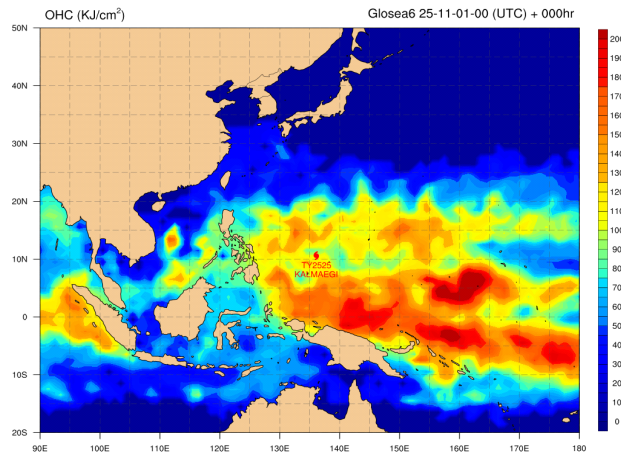 OHC (KJ/cm²) Glosea6 25-11-01-00 (UTC) + 000hr
50N
40N
30N
20N
10N
0
10S
20S
90E 100E 110E 120E 130E 140E 150E 160E 170E 180
TY2525
KALMAEGI
200
190
180
170
160
150
140
130
120
110
100
90
80
70
60
50
40
30
20
10
0